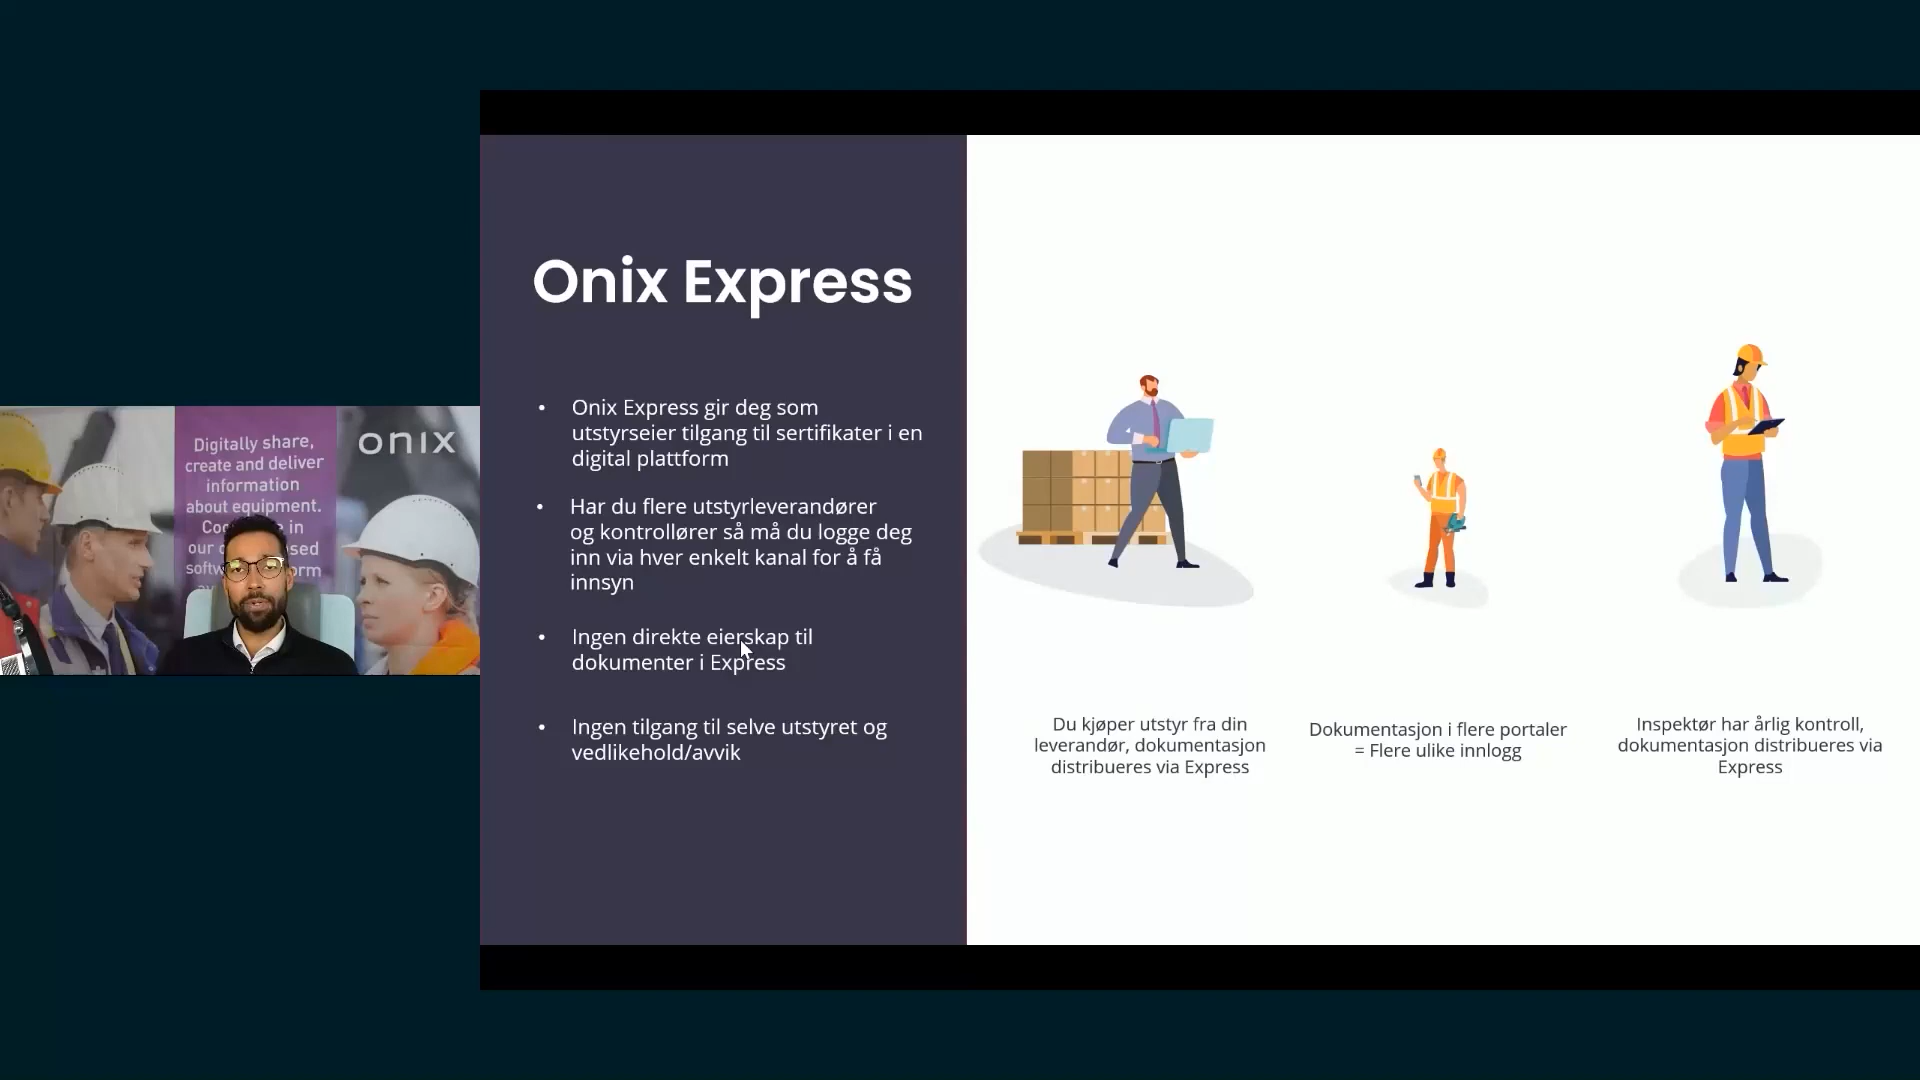 Digitally share,
create and deliver
information
about equipment.
in
our
onix
Onix Express
• Onix Express gir deg som
utstyrseier tilgang til sertifikater i en
digital plattform
• Har du flere utstyrleverandører
og kontrollører så må du logge deg
inn via hver enkelt kanal for å få
innsyn
• Ingen direkte eierskap til
dokumenter i Express
• Ingen tilgang til selve utstyret og
vedlikehold/avvik
Du kjøper utstyr fra din
leverandør, dokumentasjon
distribueres via Express
Dokumentasjon i flere portaler
= Flere ulike innlogg
Inspektør har årlig kontroll,
dokumentasjon distribueres via
Express